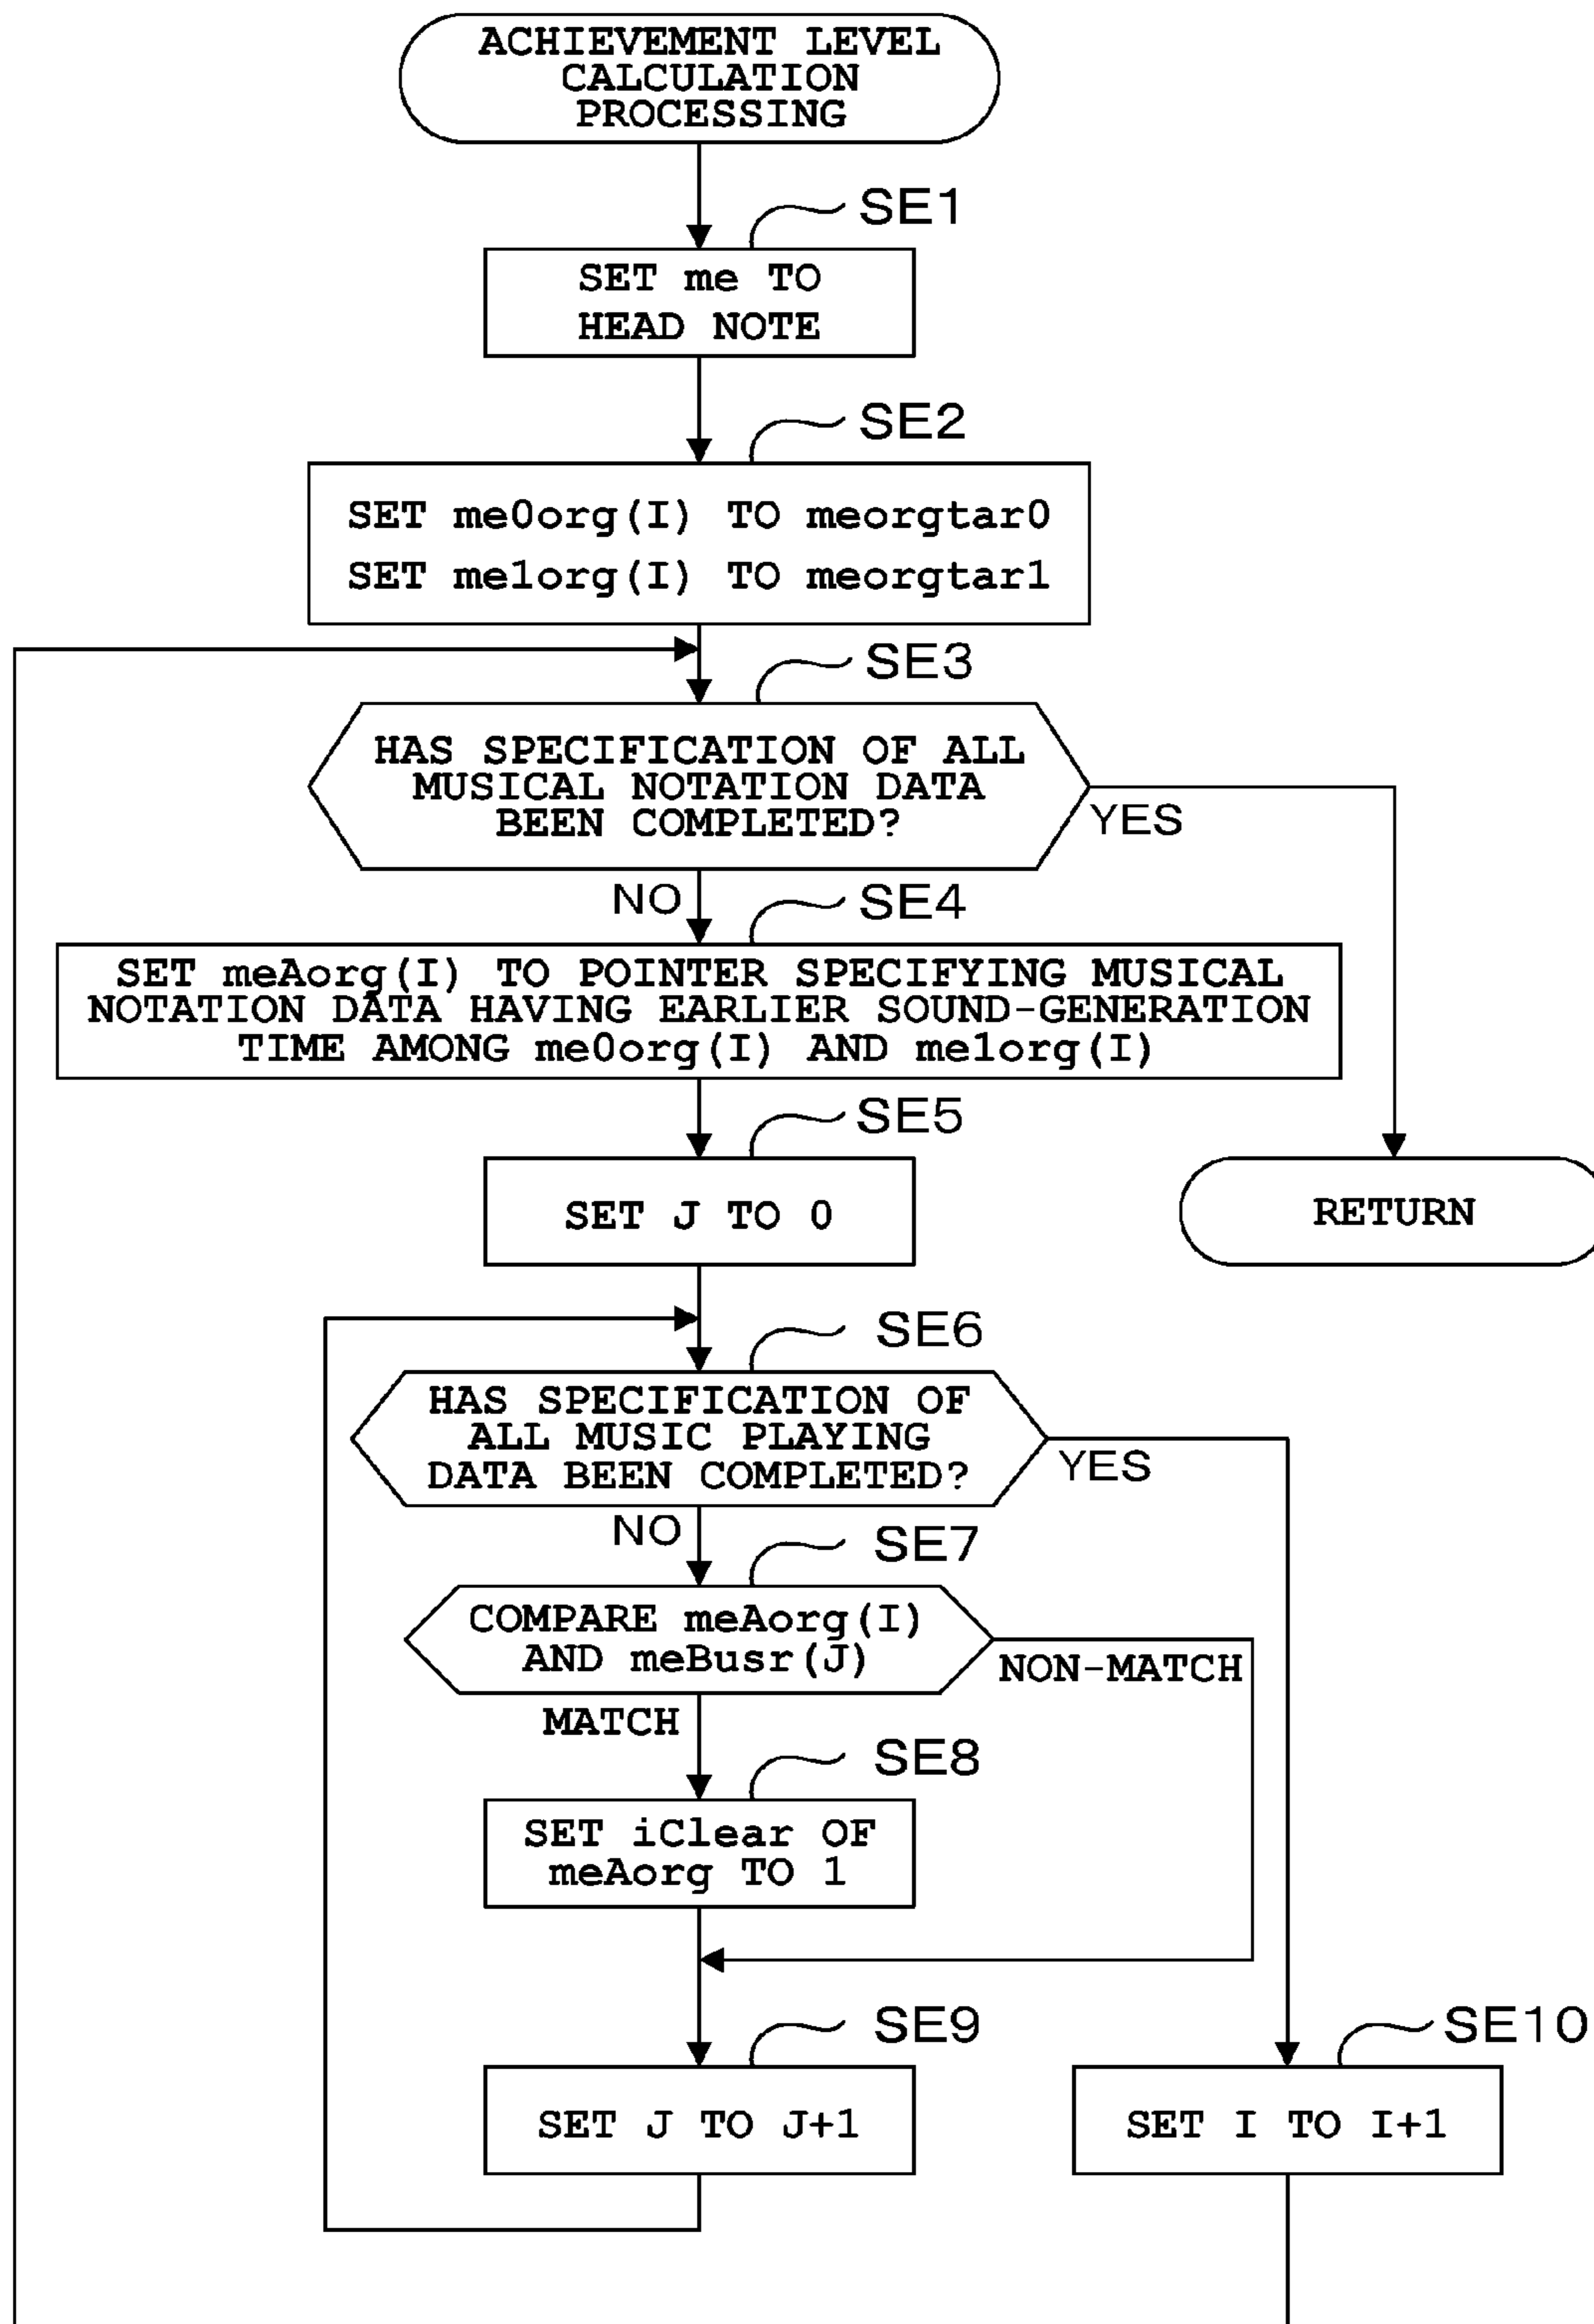 ACHIEVEMENT LEVEL
CALCULATION
PROCESSING
SE1
SET me TO
HEAD NOTE
SE2
SET me0org(I) TO meorgtar0
SET me1org(I) TO meorgtar1
SE3
HAS SPECIFICATION OF ALL
MUSICAL NOTATION DATA
BEEN COMPLETED?
YES
NO
SE4
SET meAorg(I) TO POINTER SPECIFYING MUSICAL
NOTATION DATA HAVING EARLIER SOUND-GENERATION
TIME AMONG me0org(I) AND me1org(I)
SE5
SET J TO 0
RETURN
SE6
HAS SPECIFICATION OF
ALL MUSIC PLAYING
DATA BEEN COMPLETED?
YES
NO
SE7
COMPARE meAorg(I)
AND meBusr(J)
NON-MATCH
MATCH
SE8
SET iClear OF
meAorg TO 1
SE9
SET J TO J+1
SE10
SET I TO I+1